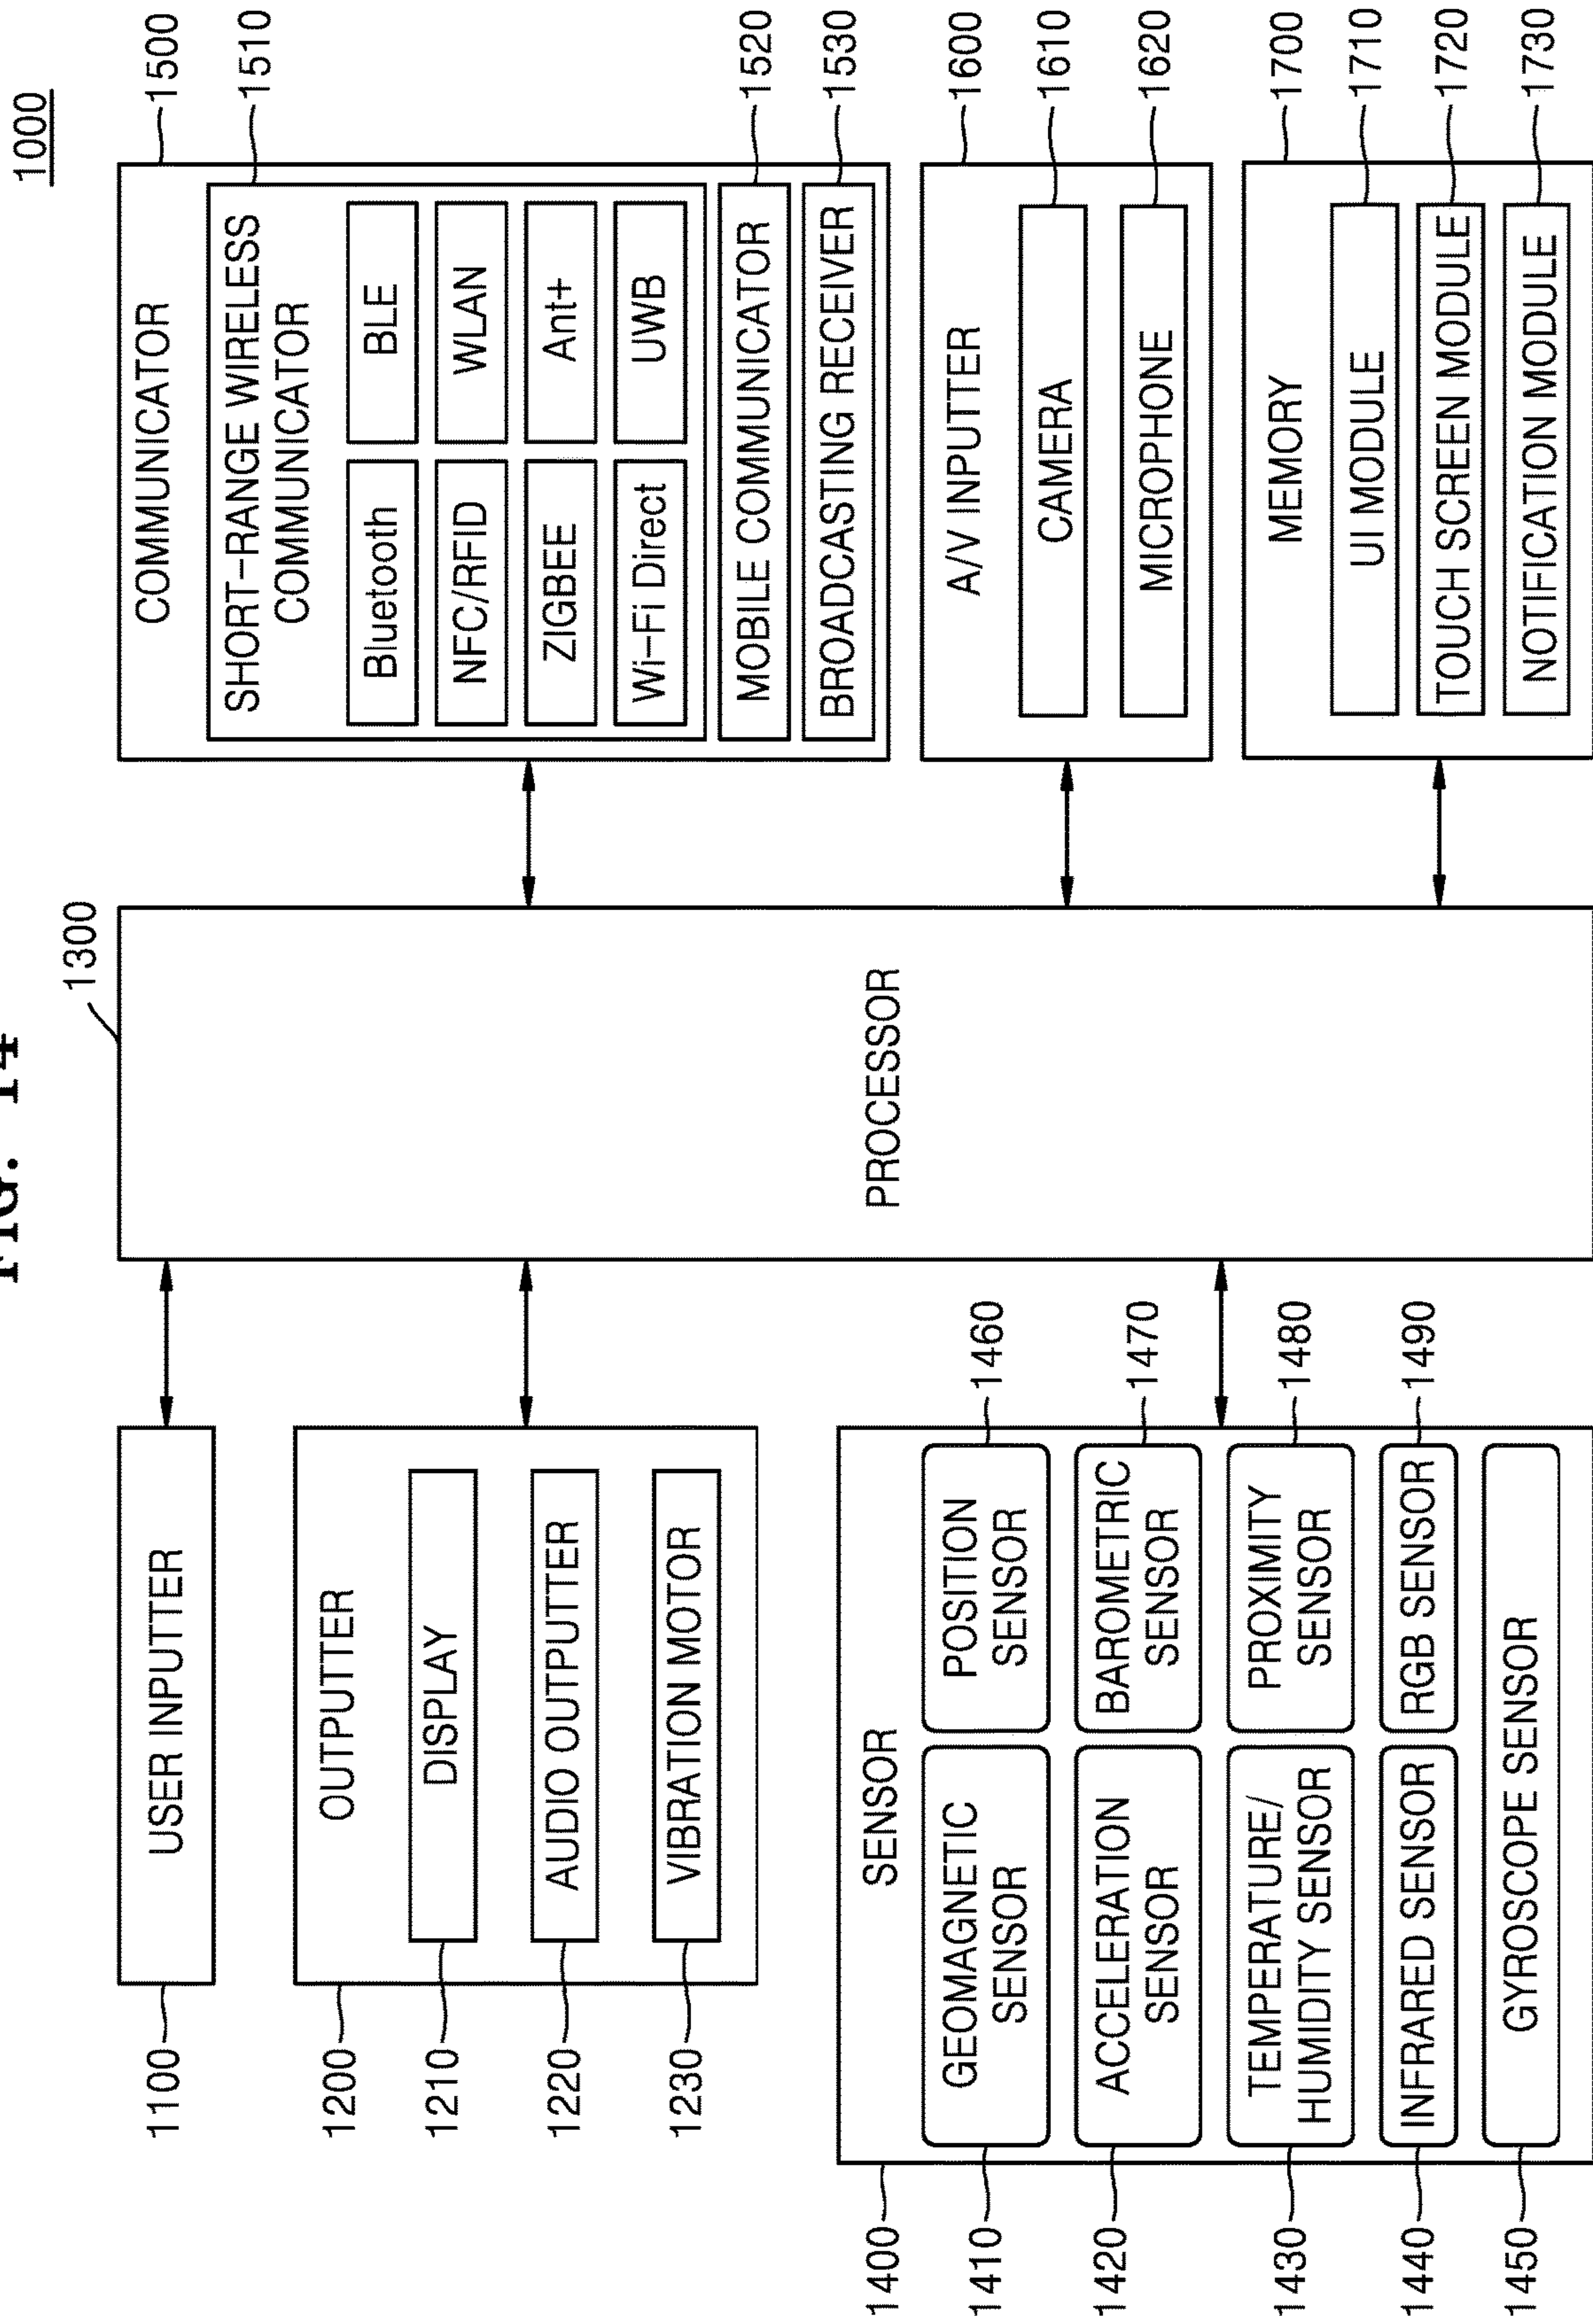 FIG. 14
1000
1100
USER INPUTTER
1200
OUTPUTTER
1210
DISPLAY
1220
AUDIO OUTPUTTER
1230
VIBRATION MOTOR
1400
SENSOR
1410
GEOMAGNETIC
SENSOR
POSITION
SENSOR
1460
1420
ACCELERATION
SENSOR
BAROMETRIC
SENSOR
1470
1430
TEMPERATURE/
HUMIDITY SENSOR
PROXIMITY
SENSOR
1480
1440
INFRARED SENSOR
RGB SENSOR
1490
1450
GYROSCOPE SENSOR
1300
PROCESSOR
COMMUNICATOR
1500
SHORT-RANGE WIRELESS
COMMUNICATOR
1510
Bluetooth
BLE
NFC/RFID
WLAN
ZIGBEE
Ant+
Wi-Fi Direct
UWB
MOBILE COMMUNICATOR
1520
BROADCASTING RECEIVER
1530
A/V INPUTTER
1600
CAMERA
1610
MICROPHONE
1620
MEMORY
1700
UI MODULE
1710
TOUCH SCREEN MODULE
1720
NOTIFICATION MODULE
1730